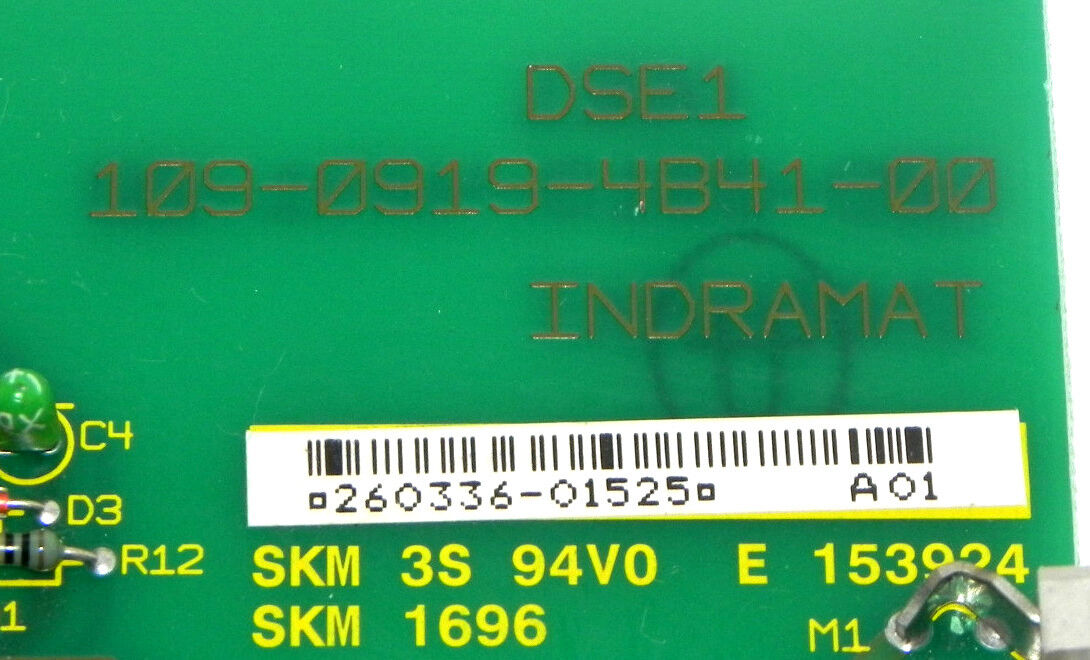 DSE1
109-0919-4B41-00
INDRAMAT
C4
¤260336-01525¤ A01
D3
R12
SKM 3S 94V0 E 153924
1
SKM 1696
M1